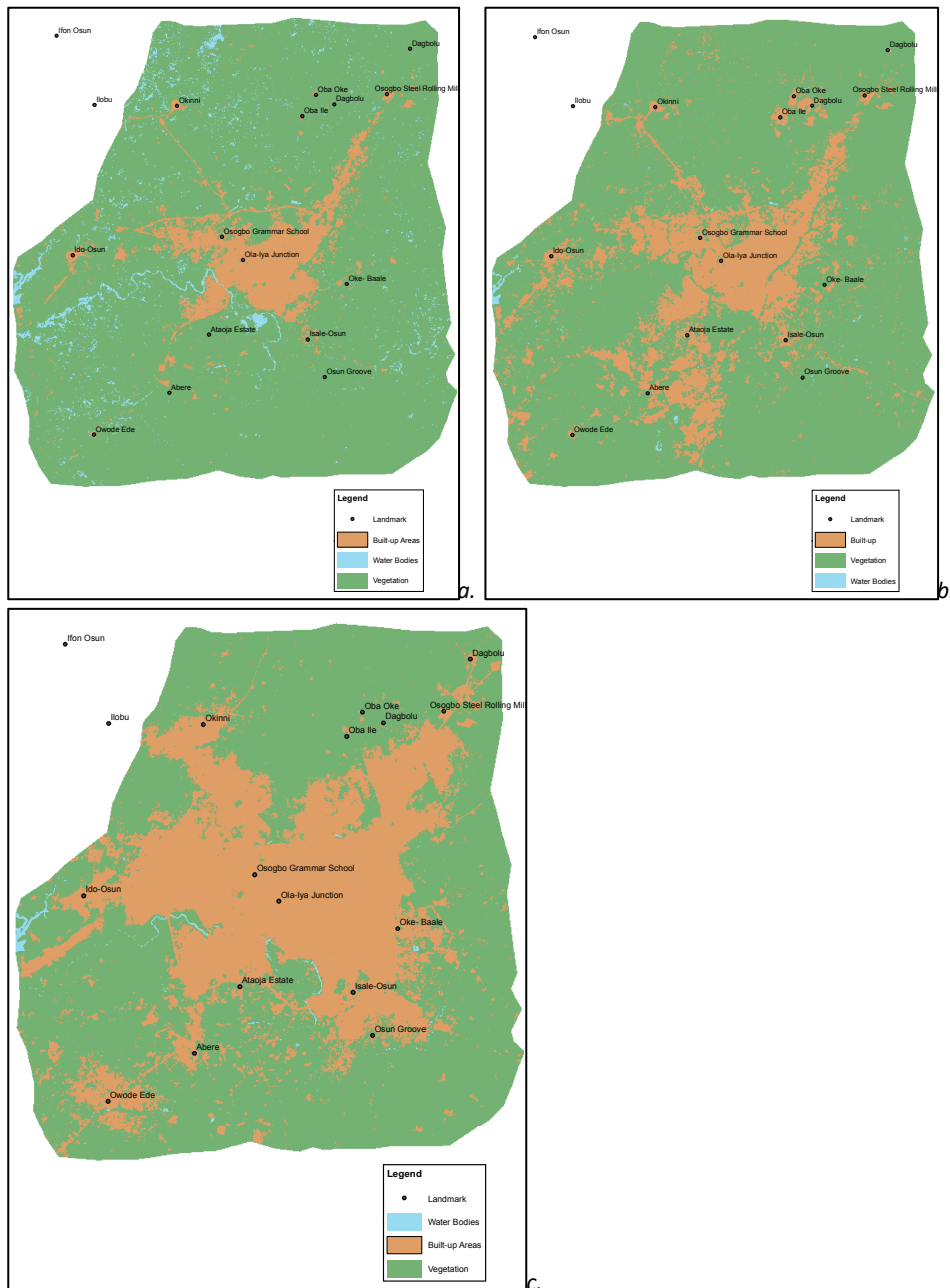 Ifon Osun
Dagbolu
Ilobu
Okinni
Oba Oke
Dagbolu
Osogbo Steel Rolling Mill
Oba Ile
Osogbo Grammar School
Ido-Osun
Ola-Iya Junction
Oke- Baale
Ataoja Estate
Isale-Osun
Osun Groove
Abere
Owode Ede
Legend
Landmark
Built-up Areas
Water Bodies
Vegetation
a.
Ifon Osun
Dagbolu
Ilobu
Okinni
Oba Oke
Dagbolu
Osogbo Steel Rolling Mill
Oba Ile
Osogbo Grammar School
Ido-Osun
Ola-Iya Junction
Oke- Baale
Ataoja Estate
Isale-Osun
Osun Groove
Abere
Owode Ede
Legend
Landmark
Built-up
Vegetation
Water Bodies
b.
Ifon Osun
Dagbolu
Ilobu
Okinni
Oba Oke
Dagbolu
Osogbo Steel Rolling Mill
Oba Ile
Osogbo Grammar School
Ido-Osun
Ola-Iya Junction
Oke- Baale
Ataoja Estate
Isale-Osun
Osun Groove
Abere
Owode Ede
Legend
Landmark
Water Bodies
Built-up Areas
Vegetation
c.